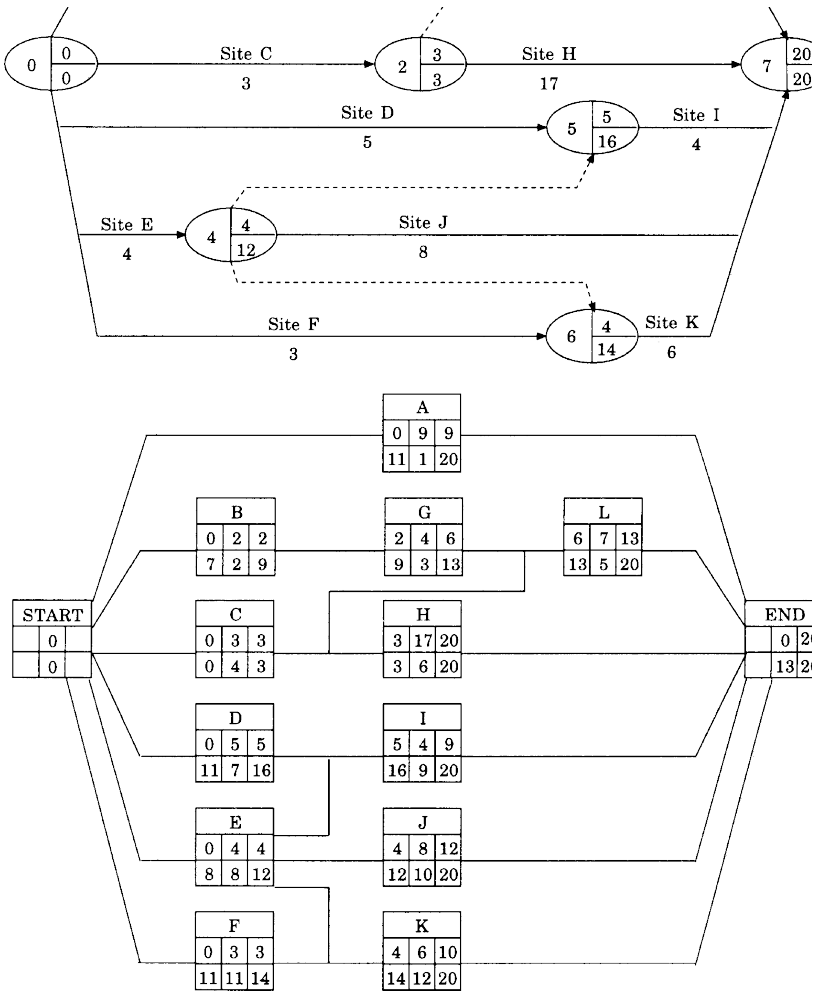 0 0 0
Site C
3
2 3 3
Site H
17
7 20 20
Site D
5
5 5 16
Site I
4
Site E
4
4 4 12
Site J
8
Site F
3
6 4 14
Site K
6
A
0 9 9
11 1 20
B
0 2 2
7 2 9
G
2 4 6
9 3 13
L
6 7 13
13 5 20
START
0
0
C
0 3 3
0 4 3
H
3 17 20
3 6 20
END
0
13
D
0 5 5
11 7 16
I
5 4 9
16 9 20
E
0 4 4
8 8 12
J
4 8 12
12 10 20
F
0 3 3
11 11 14
K
4 6 10
14 12 20